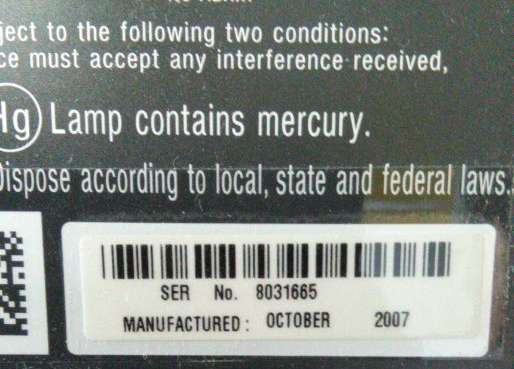 ject to the following two conditions:
ce must accept any interference received,
Hg Lamp contains mercury.
Dispose according to local, state and federal laws.
SER No. 8031665
MANUFACTURED: OCTOBER 2007